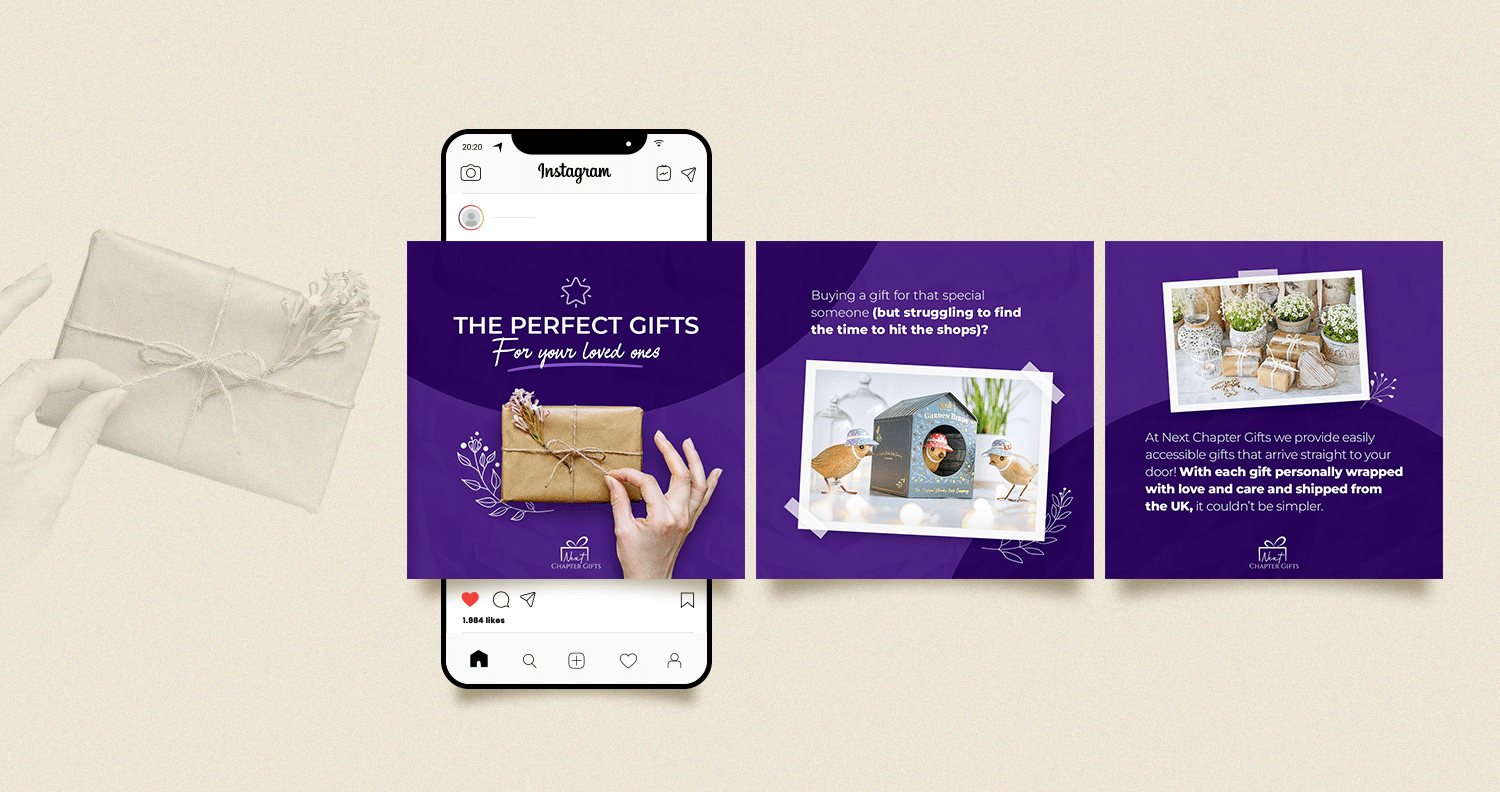 20:20
Instagram
THE PERFECT GIFTS
For your loved ones
Next
CHAPTER GIFTS
1.984 likes
Buying a gift for that special
someone (but struggling to find
the time to hit the shops)?
GARDEN BIRDS
At Next Chapter Gifts we provide easily
accessible gifts that arrive straight to your
door! With each gift personally wrapped
with love and care and shipped from
the UK, it couldn't be simpler.
Next
CHAPTER GIFTS